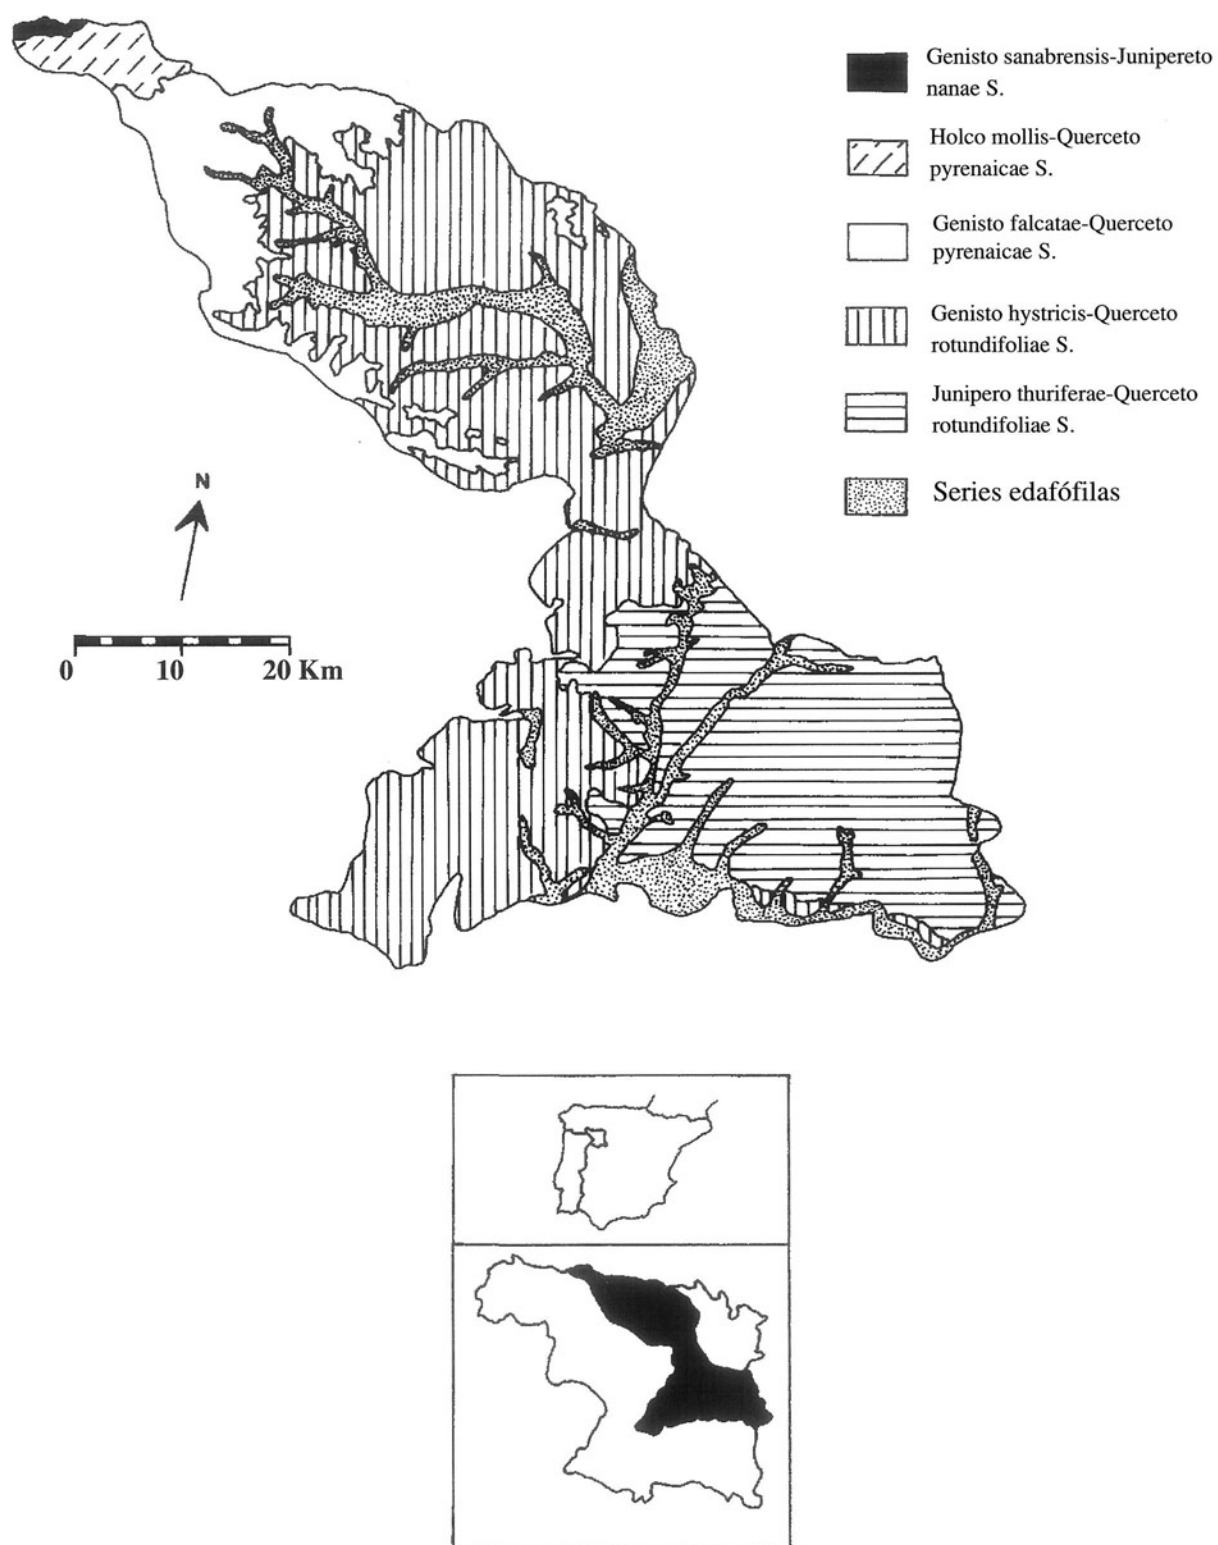 Genisto sanabrensis-Junipereto
nanae S.
Holco mollis-Querceto
pyrenaicae S.
Genisto falcatae-Querceto
pyrenaicae S.
Genisto hystricis-Querceto
rotundifoliae S.
Junipero thuriferae-Querceto
rotundifoliae S.
Series edafófilas
N
0 10 20 Km